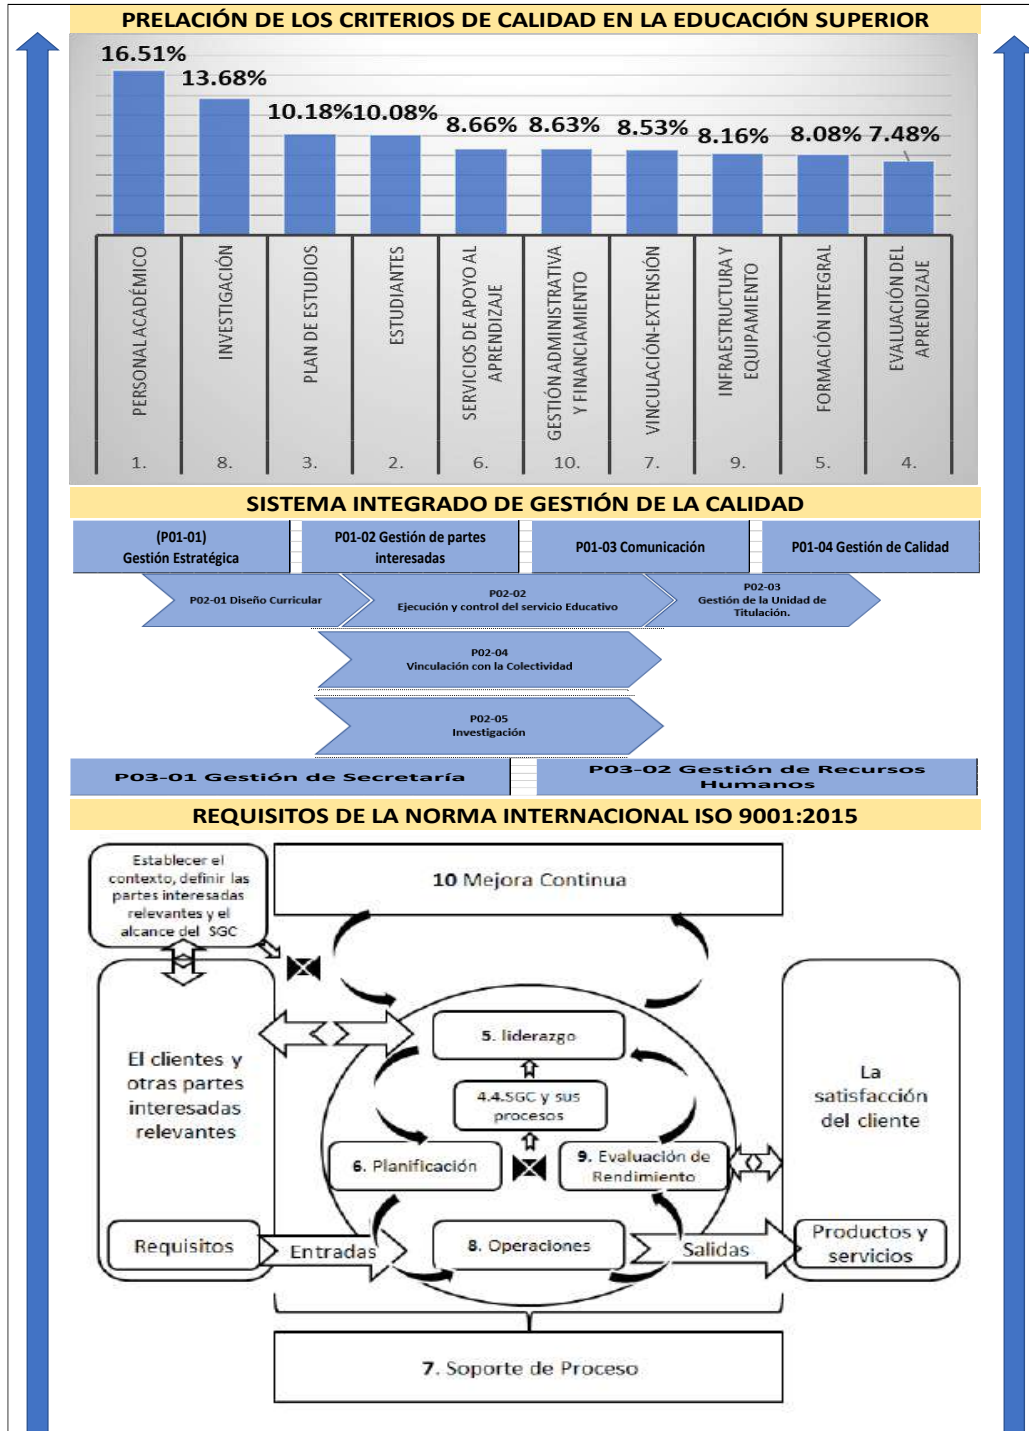 PRELACIÓN DE LOS CRITERIOS DE CALIDAD EN LA EDUCACIÓN SUPERIOR
16.51%
13.68%
10.18%
10.08%
8.66%
8.63%
8.53%
8.16%
8.08%
7.48%
PERSONAL ACADÉMICO
INVESTIGACIÓN
PLAN DE ESTUDIOS
ESTUDIANTES
SERVICIOS DE APOYO AL
APRENDIZAJE
GESTIÓN ADMINISTRATIVA
Y FINANCIAMIENTO
VINCULACIÓN-EXTENSIÓN
INFRAESTRUCTURA Y
EQUIPAMIENTO
FORMACIÓN INTEGRAL
EVALUACIÓN DEL
APRENDIZAJE
1.
8.
3.
2.
6.
10.
7.
9.
5.
4.
SISTEMA INTEGRADO DE GESTIÓN DE LA CALIDAD
(P01-01)
Gestión Estratégica
P01-02 Gestión de partes
interesadas
P01-03 Comunicación
P01-04 Gestión de Calidad
P02-01 Diseño Curricular
P02-02
Ejecución y control del servicio Educativo
P02-03
Gestión de la Unidad de
Titulación.
P02-04
Vinculación con la Colectividad
P02-05
Investigación
P03-01 Gestión de Secretaría
P03-02 Gestión de Recursos
Humanos
REQUISITOS DE LA NORMA INTERNACIONAL ISO 9001:2015
Establecer el
contexto, definir las
partes interesadas
relevantes y el
alcance del SGC
10 Mejora Continua
El clientes y
otras partes
interesadas
relevantes
5. liderazgo
4.4.SGC y sus
procesos
6. Planificación
9. Evaluación de
Rendimiento
La
satisfacción
del cliente
Requisitos
Entradas
8. Operaciones
Salidas
Productos y
servicios
7. Soporte de Proceso